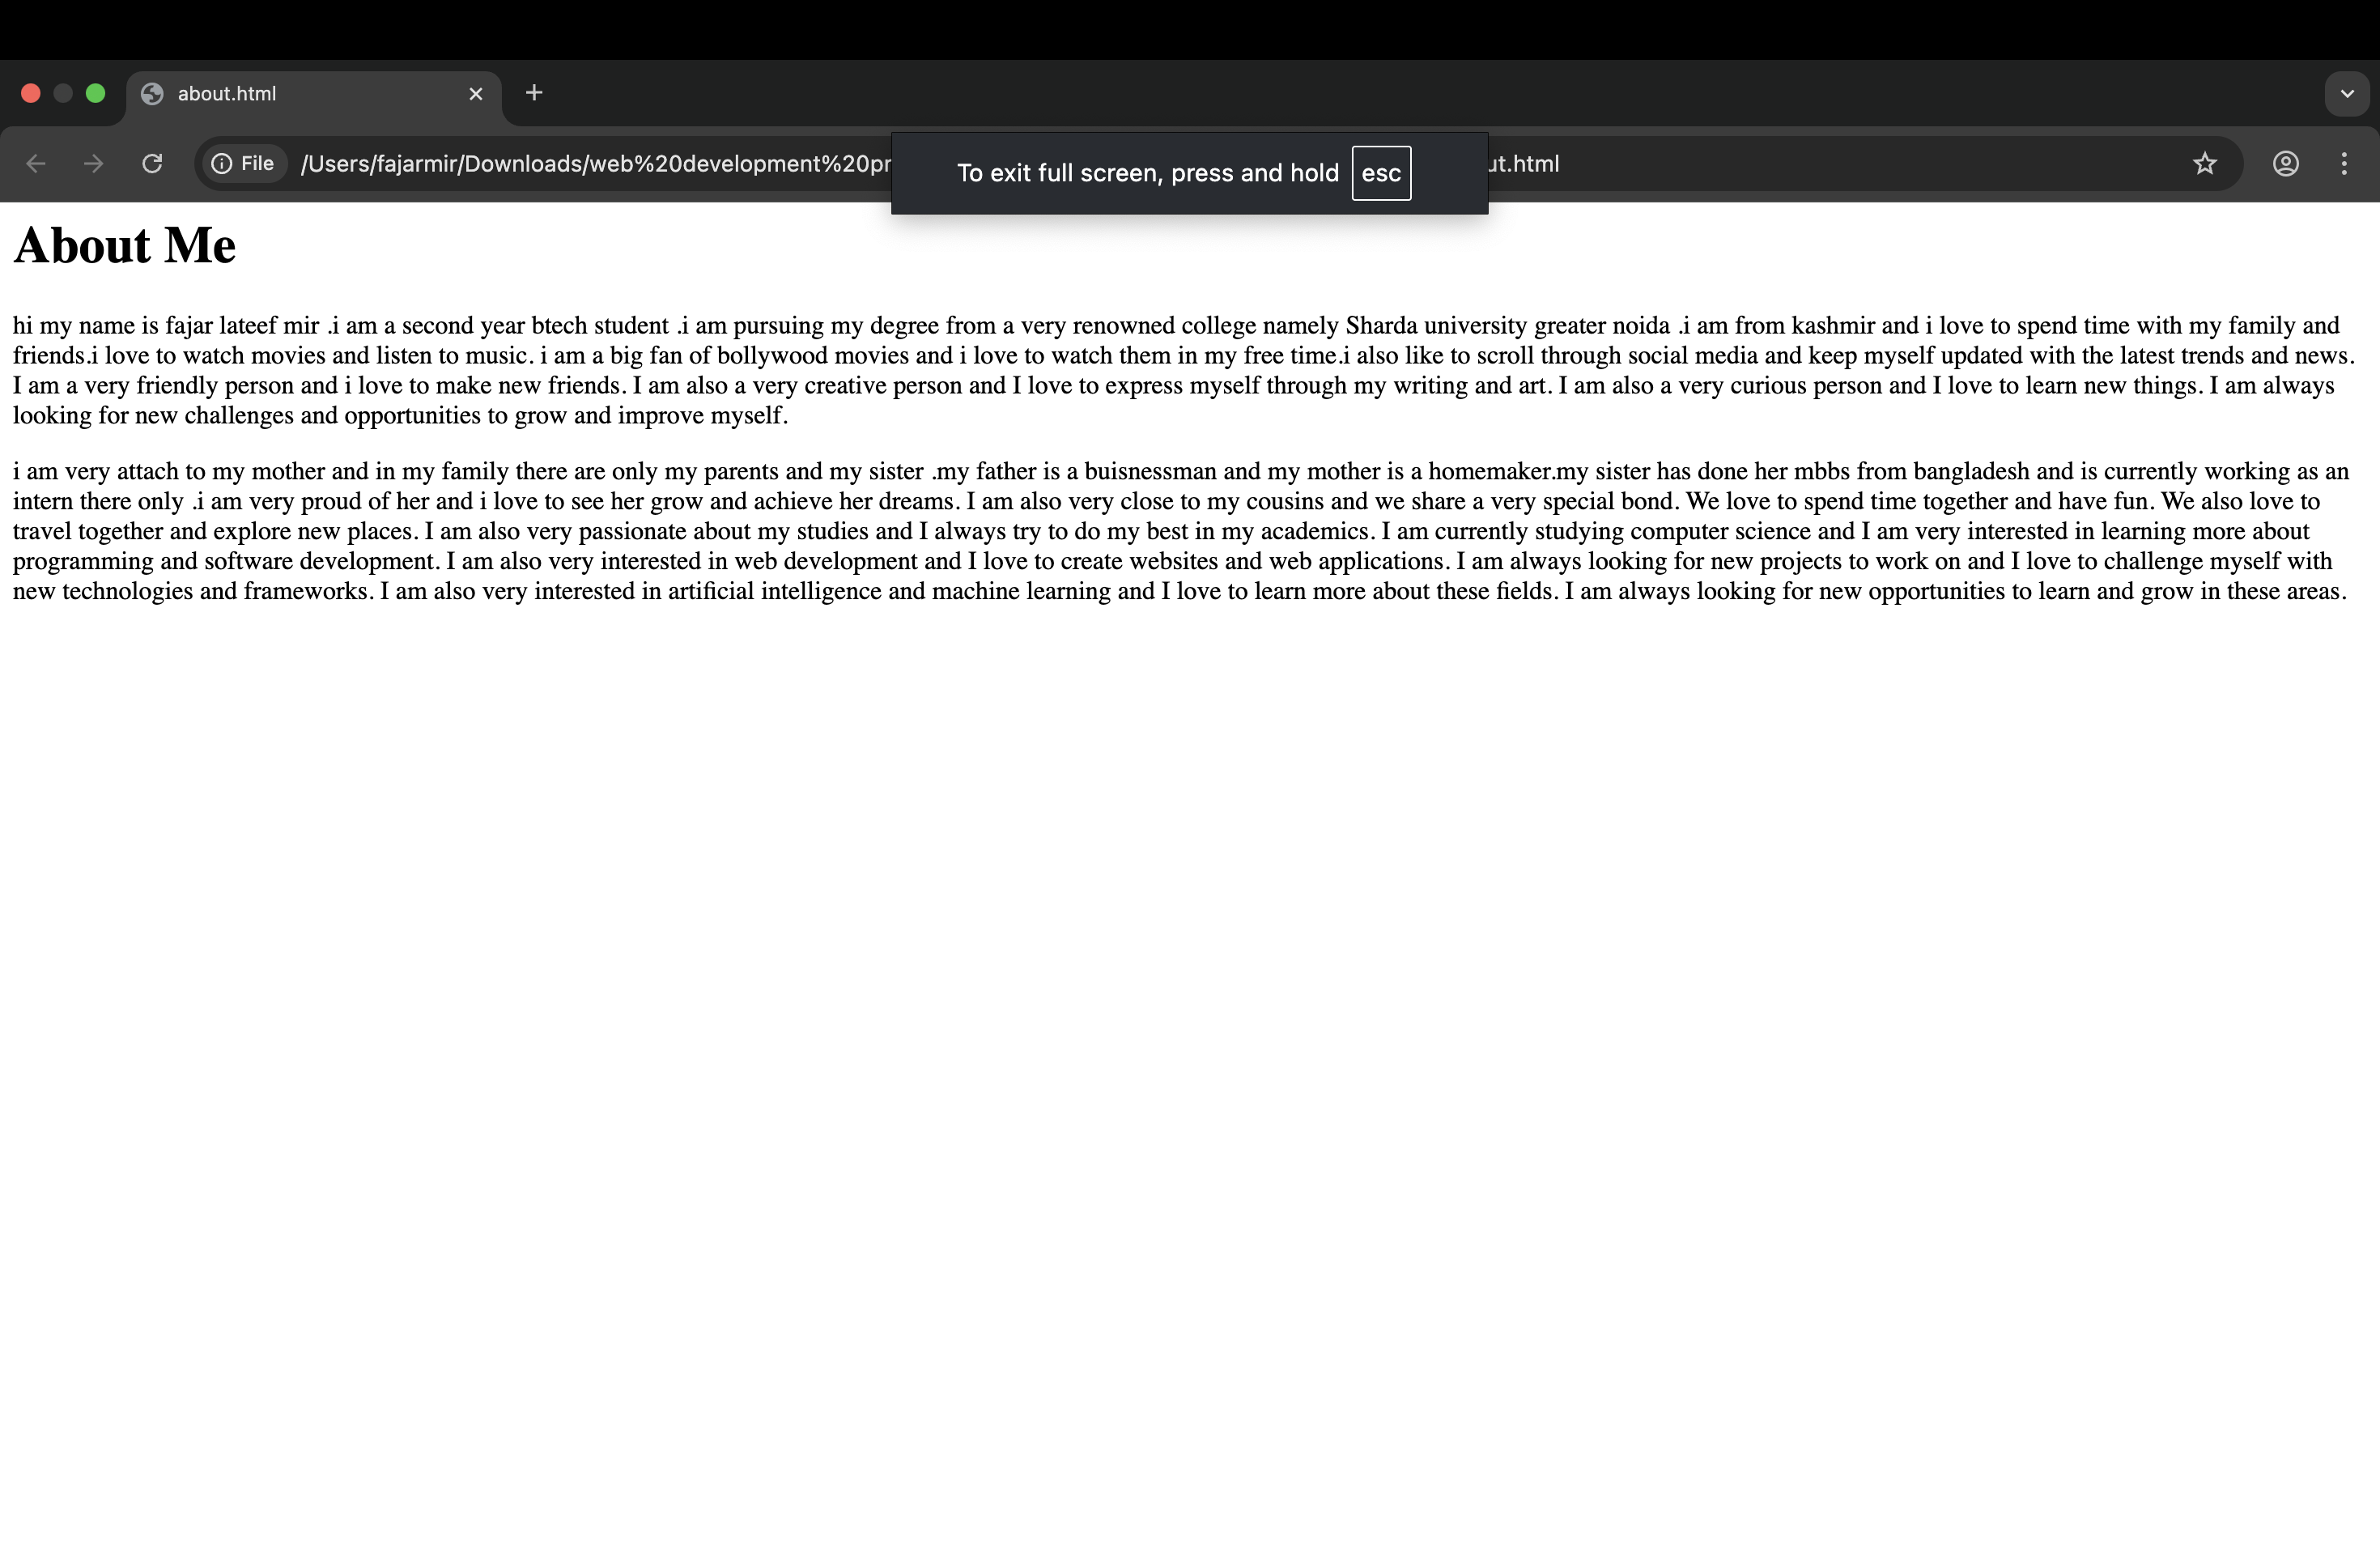 about.html
File /Users/fajarmir/Downloads/web%20development%20pr ut.html
To exit full screen, press and hold esc
About Me
hi my name is fajar lateef mir .i am a second year btech student .i am pursuing my degree from a very renowned college namely Sharda university greater noida .i am from kashmir and i love to spend time with my family and
friends.i love to watch movies and listen to music. i am a big fan of bollywood movies and i love to watch them in my free time.i also like to scroll through social media and keep myself updated with the latest trends and news.
I am a very friendly person and i love to make new friends. I am also a very creative person and I love to express myself through my writing and art. I am also a very curious person and I love to learn new things. I am always
looking for new challenges and opportunities to grow and improve myself.
i am very attach to my mother and in my family there are only my parents and my sister .my father is a buisnessman and my mother is a homemaker.my sister has done her mbbs from bangladesh and is currently working as an
intern there only .i am very proud of her and i love to see her grow and achieve her dreams. I am also very close to my cousins and we share a very special bond. We love to spend time together and have fun. We also love to
travel together and explore new places. I am also very passionate about my studies and I always try to do my best in my academics. I am currently studying computer science and I am very interested in learning more about
programming and software development. I am also very interested in web development and I love to create websites and web applications. I am always looking for new projects to work on and I love to challenge myself with
new technologies and frameworks. I am also very interested in artificial intelligence and machine learning and I love to learn more about these fields. I am always looking for new opportunities to learn and grow in these areas.